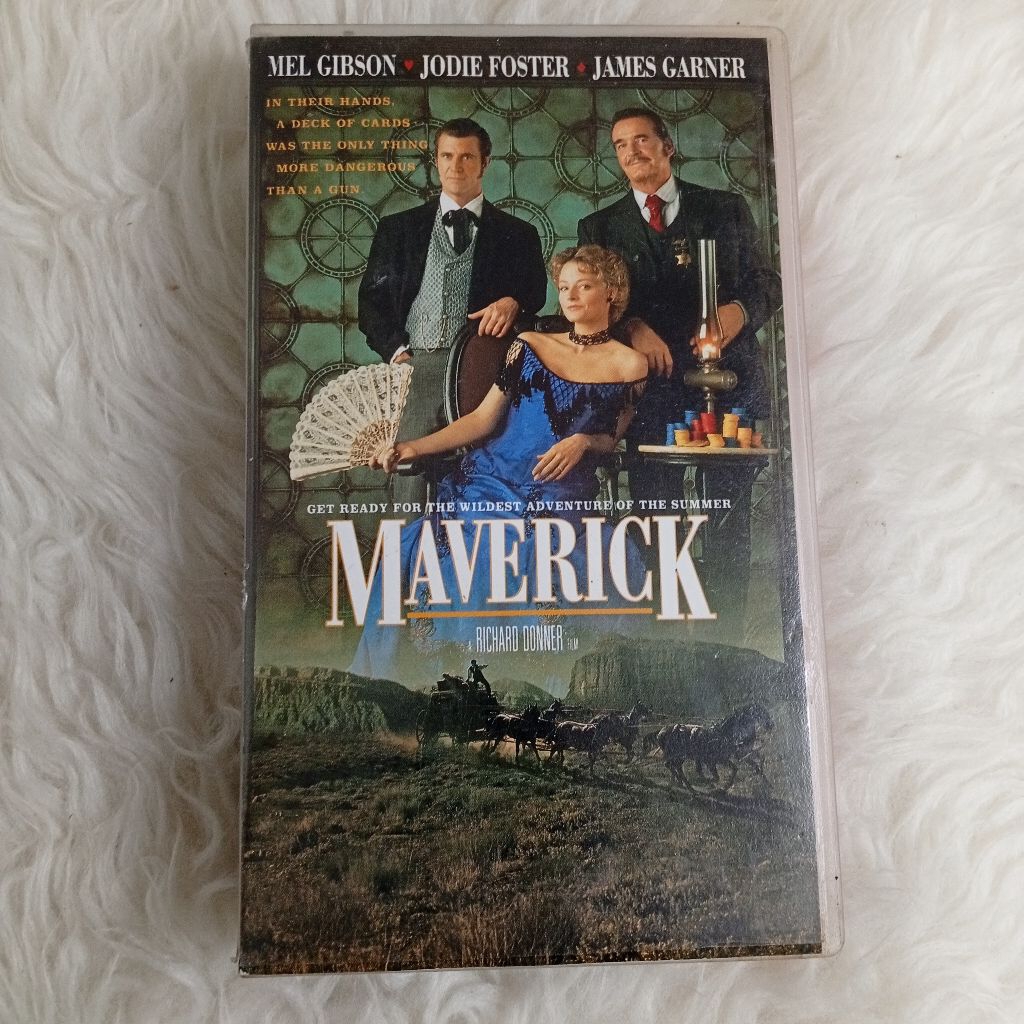 MEL GIBSON ♥ JODIE FOSTER ♦ JAMES GARNER
IN THEIR HANDS,
A DECK OF CARDS
WAS THE ONLY THING
MORE DANGEROUS
THAN A GUN.
GET READY FOR THE WILDEST ADVENTURE OF THE SUMMER
MAVERICK
A RICHARD DONNER FILM